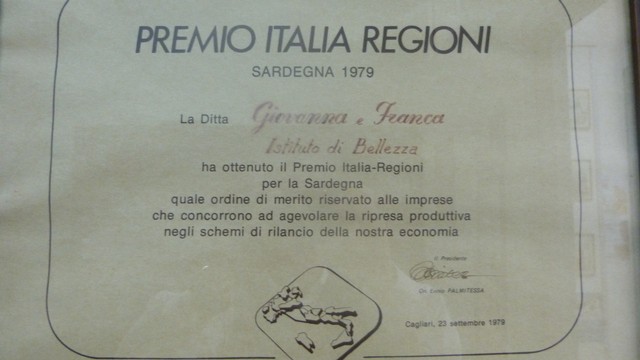 PREMIO ITALIA REGIONI
SARDEGNA 1979
La Ditta Giovanna e Franca
Istituto di Bellezza
ha ottenuto il Premio Italia-Regioni
per la Sardegna
quale ordine di merito riservato alle imprese
che concorrono ad agevolare la ripresa produttiva
negli schemi di rilancio della nostra economia
Il Presidente
PALMITESSA
Cagliari, 23 settembre 1979